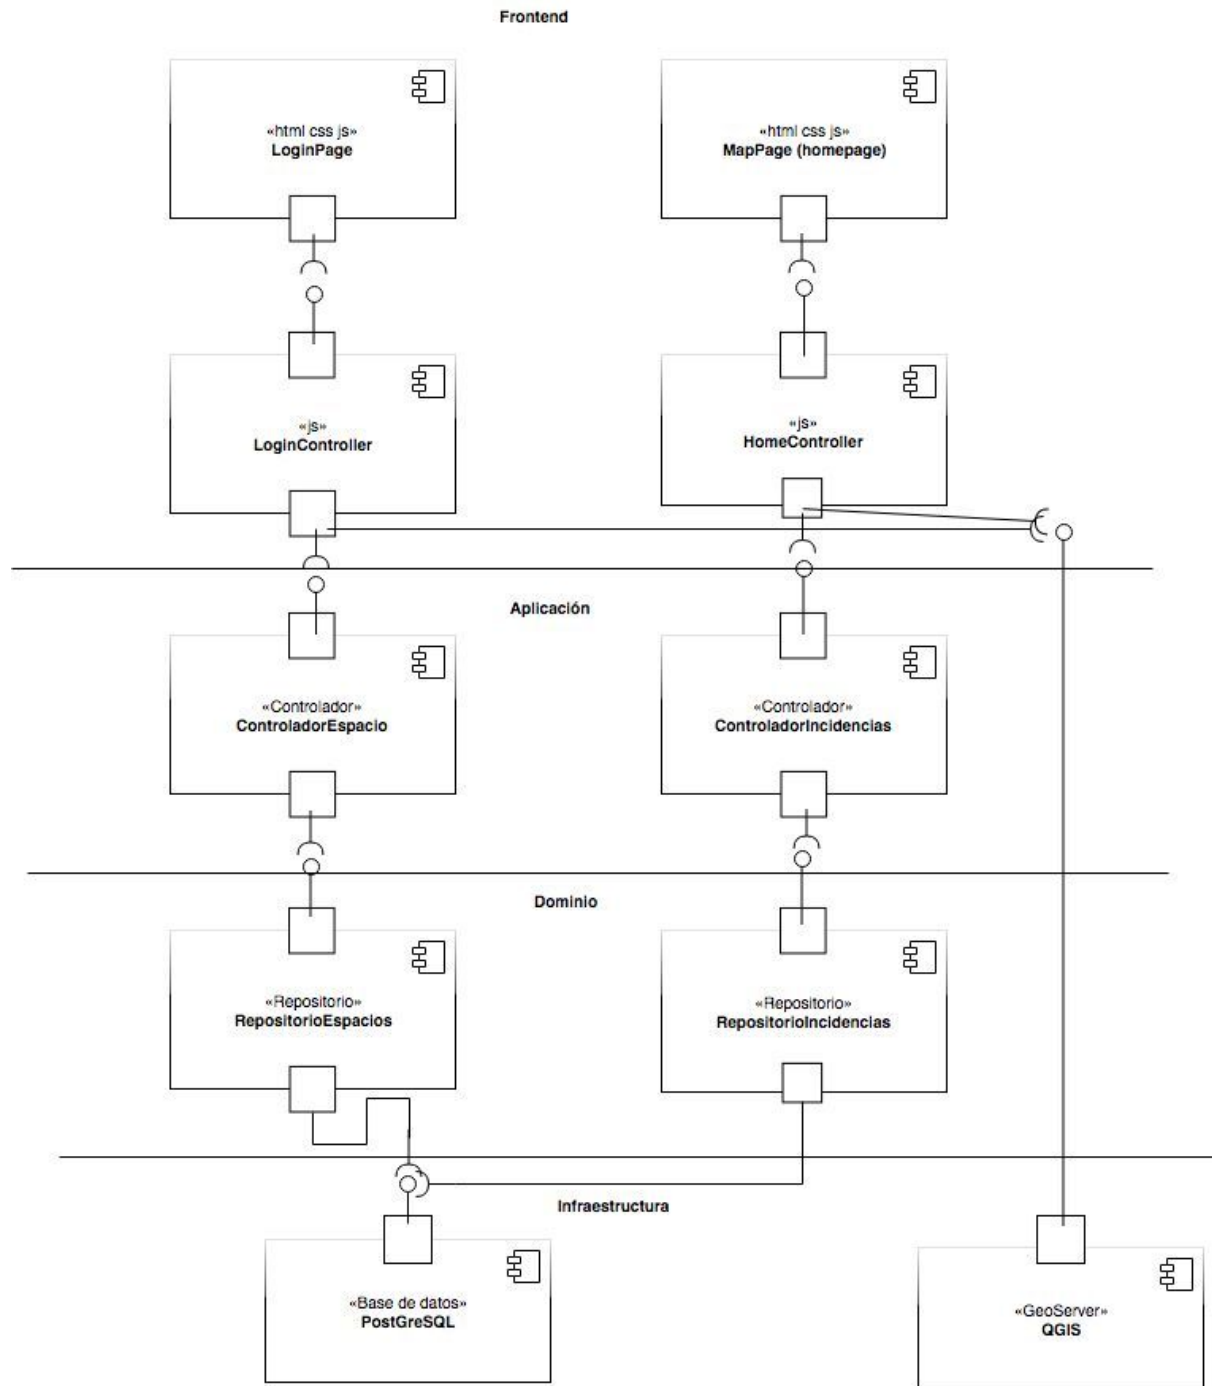 Frontend
«html css js»
LoginPage
«html css js»
MapPage (homepage)
«js»
LoginController
«js»
HomeController
Aplicación
«Controlador»
ControladorEspacio
«Controlador»
ControladorIncidencias
Dominio
«Repositorio»
RepositorioEspacios
«Repositorio»
RepositorioIncidencias
Infraestructura
«Base de datos»
PostGreSQL
«GeoServer»
QGIS